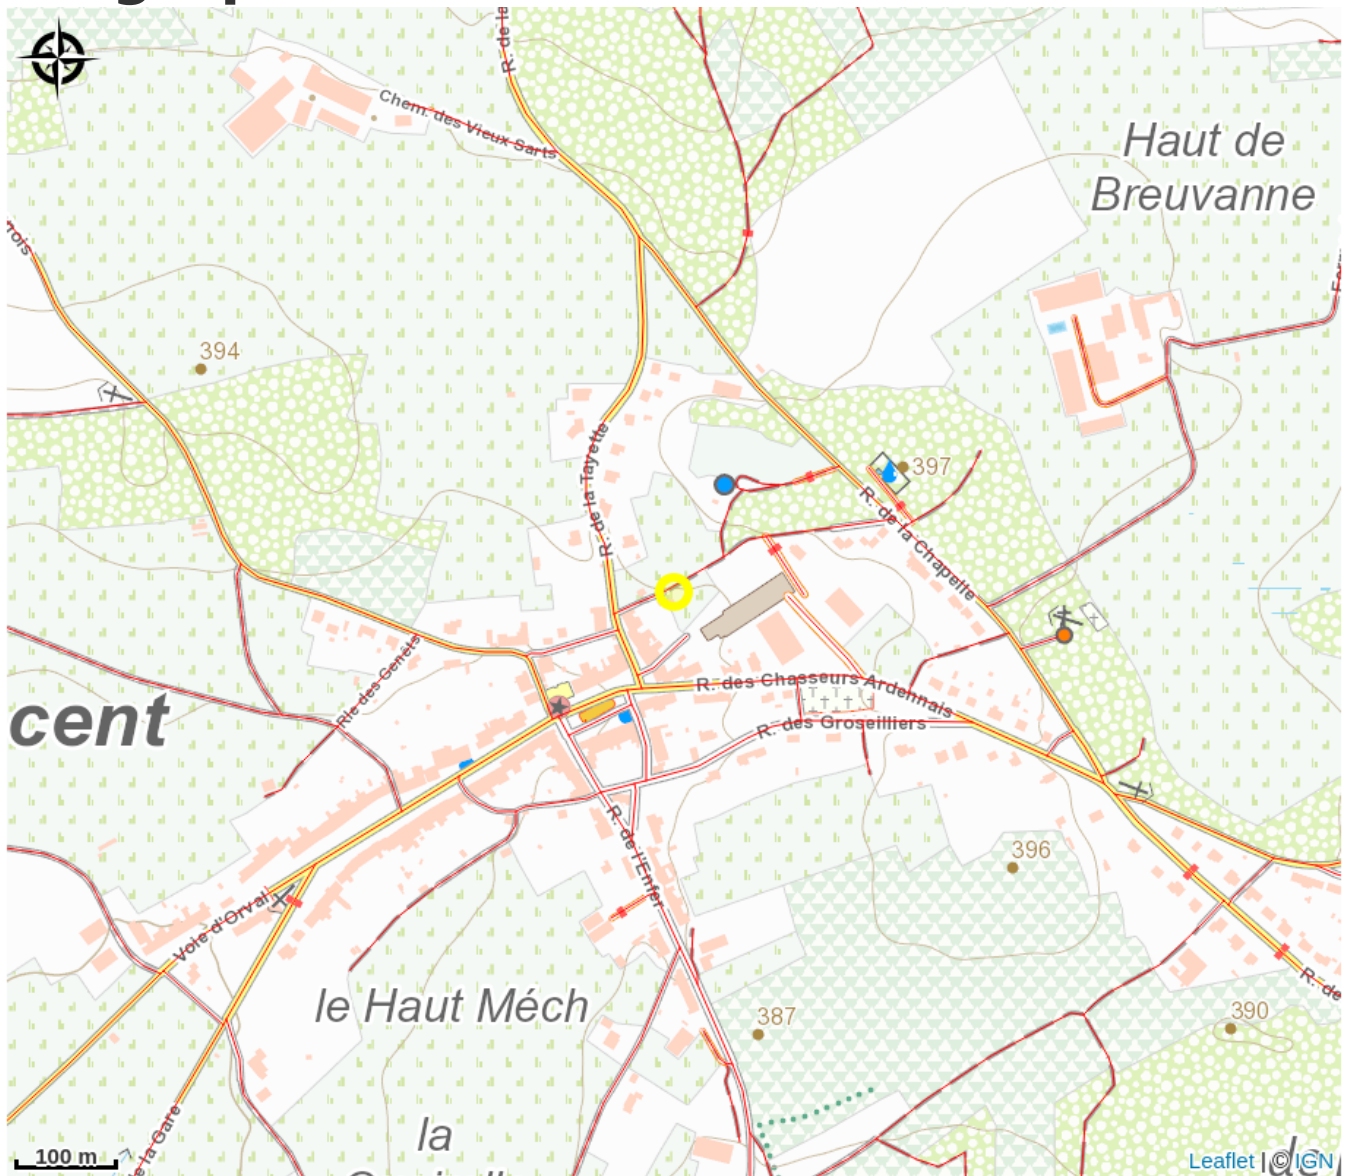 R. de le
Chem. des Vieux Sarts
Haut de
Breuvanne
394
R. de la Tayette
397
R. de la Chapelle
Rle des Genêts
cent
R. des Chasseurs Ardennais
R. des Groseilliers
R. de l'Enfer
396
Voie d'Orval
R. de
le Haut Méch
387
390
la
e la Gare
100 m
Leaflet | © IGN